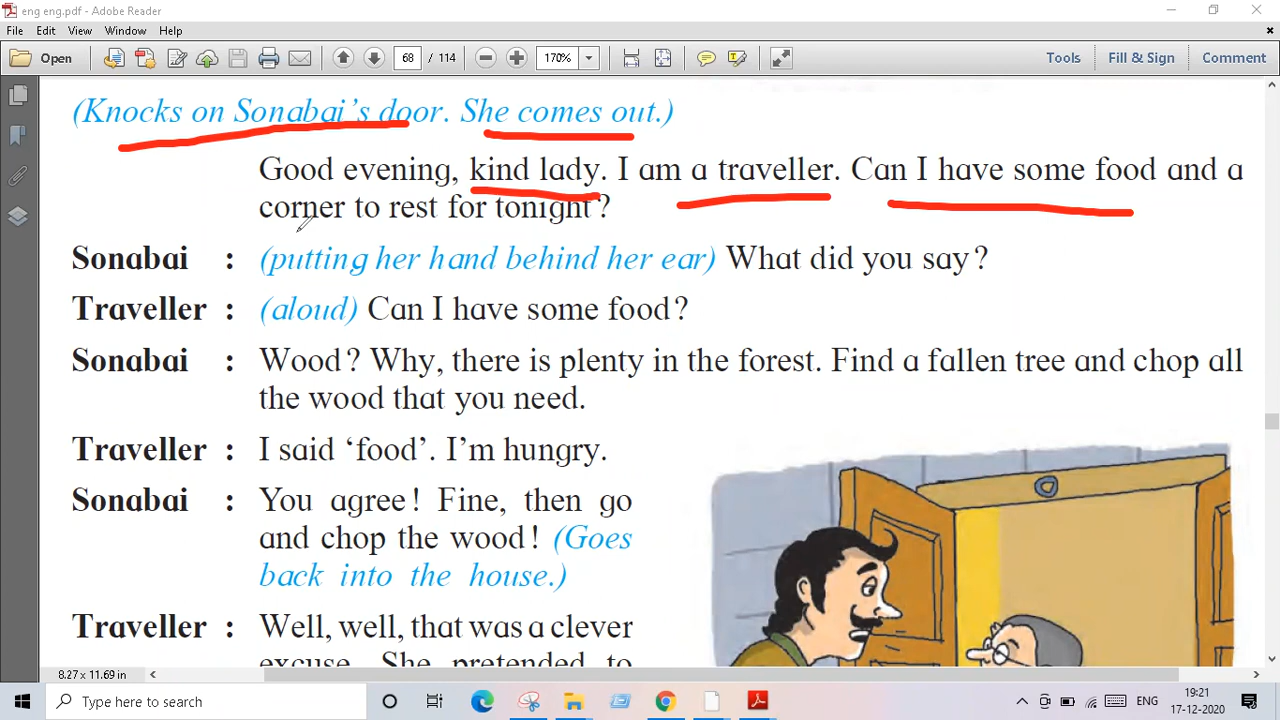 eng eng.pdf - Adobe Reader
File Edit View Window Help
Open 68 / 114 170% Tools Fill & Sign Comment
(Knocks on Sonabai's door. She comes out.)
Good evening, kind lady. I am a traveller. Can I have some food and a
corner to rest for tonight?
Sonabai : (putting her hand behind her ear) What did you say?
Traveller : (aloud) Can I have some food?
Sonabai : Wood? Why, there is plenty in the forest. Find a fallen tree and chop all
the wood that you need.
Traveller : I said 'food'. I'm hungry.
Sonabai : You agree! Fine, then go
and chop the wood! (Goes
back into the house.)
Traveller : Well, well, that was a clever
excuse. She pretended to
8.27 x 11.69 in
Type here to search ENG 19:21
17-12-2020